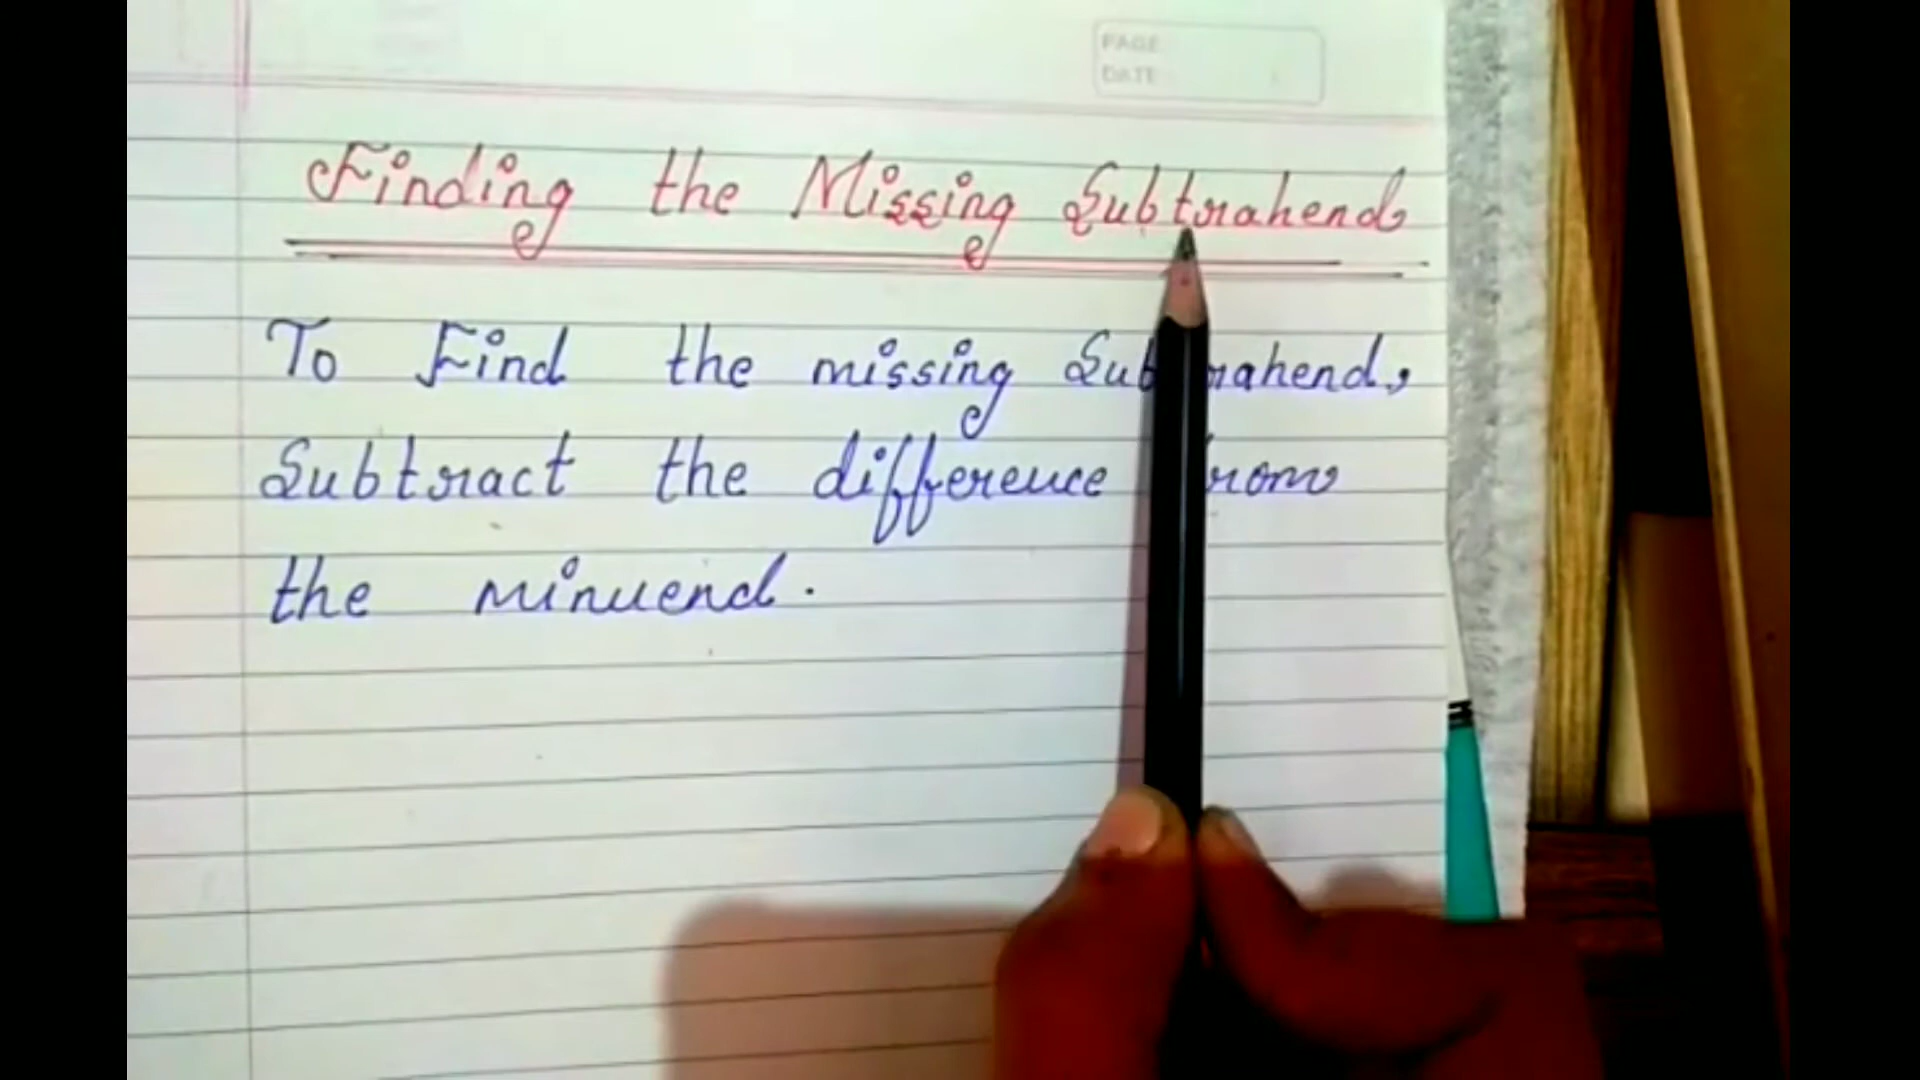 PAGE
DATE
Finding the Missing Subtrahend
To Find the missing Subtrahend,
Subtract the difference from
the minuend.